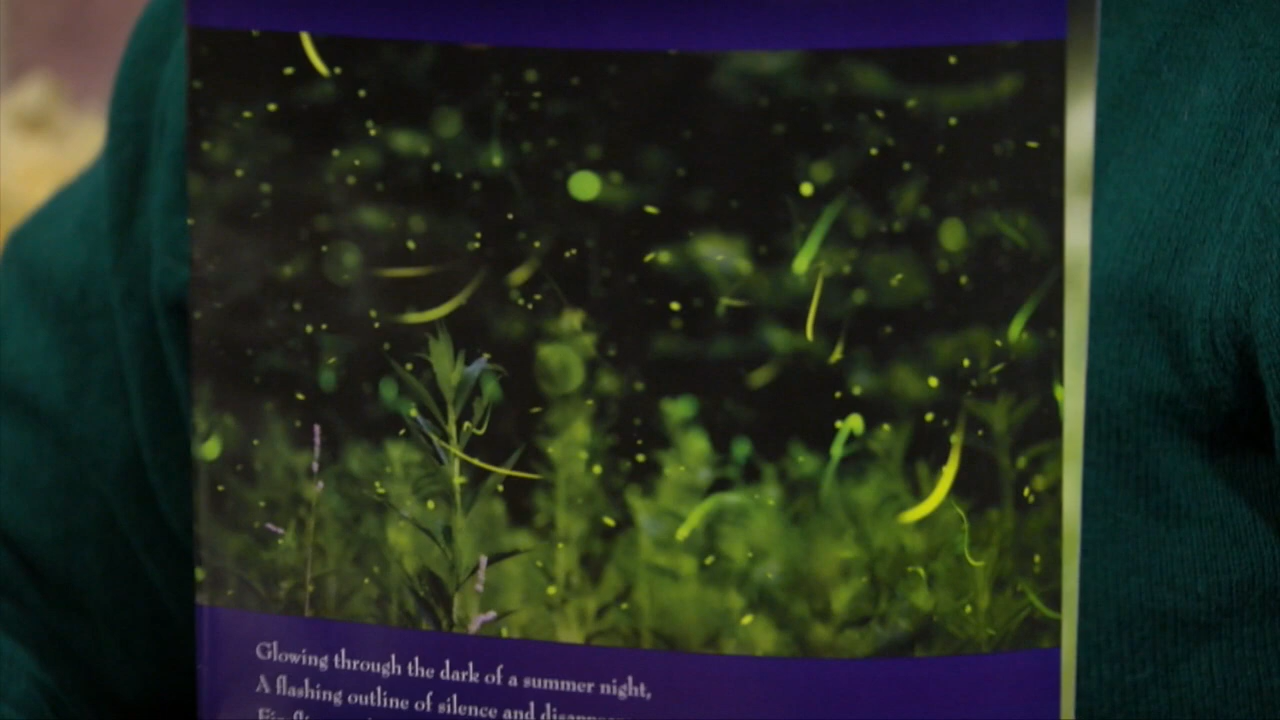 Glowing through the dark of a summer night,
A flashing outline of silence and